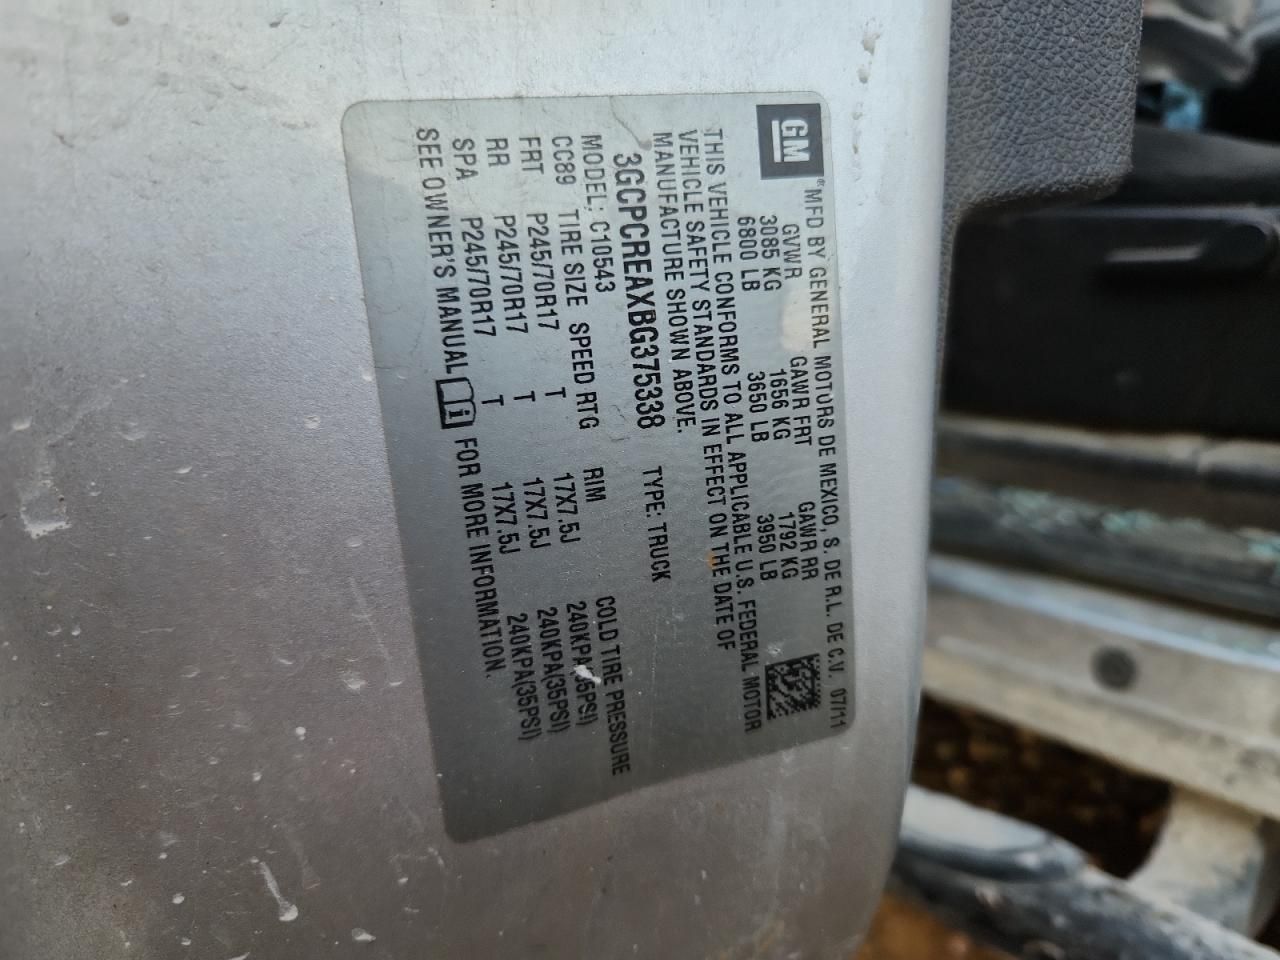 GM ® MFD BY GENERAL MOTORS DE MEXICO, S. DE R.L. DE C.V. 07/11
GVWR GAWR FRT GAWR RR
3085 KG 1656 KG 1792 KG
6800 LB 3650 LB 3950 LB
THIS VEHICLE CONFORMS TO ALL APPLICABLE U.S. FEDERAL MOTOR
VEHICLE SAFETY STANDARDS IN EFFECT ON THE DATE OF
MANUFACTURE SHOWN ABOVE.
3GCPCREAXBG375338 TYPE: TRUCK
MODEL: C10543
CC89 TIRE SIZE SPEED RTG RIM COLD TIRE PRESSURE
FRT P245/70R17 T 17X7.5J 240KPA(35PSI)
RR P245/70R17 T 17X7.5J 240KPA(35PSI)
SPA P245/70R17 T 17X7.5J 240KPA(35PSI)
SEE OWNER'S MANUAL i FOR MORE INFORMATION.